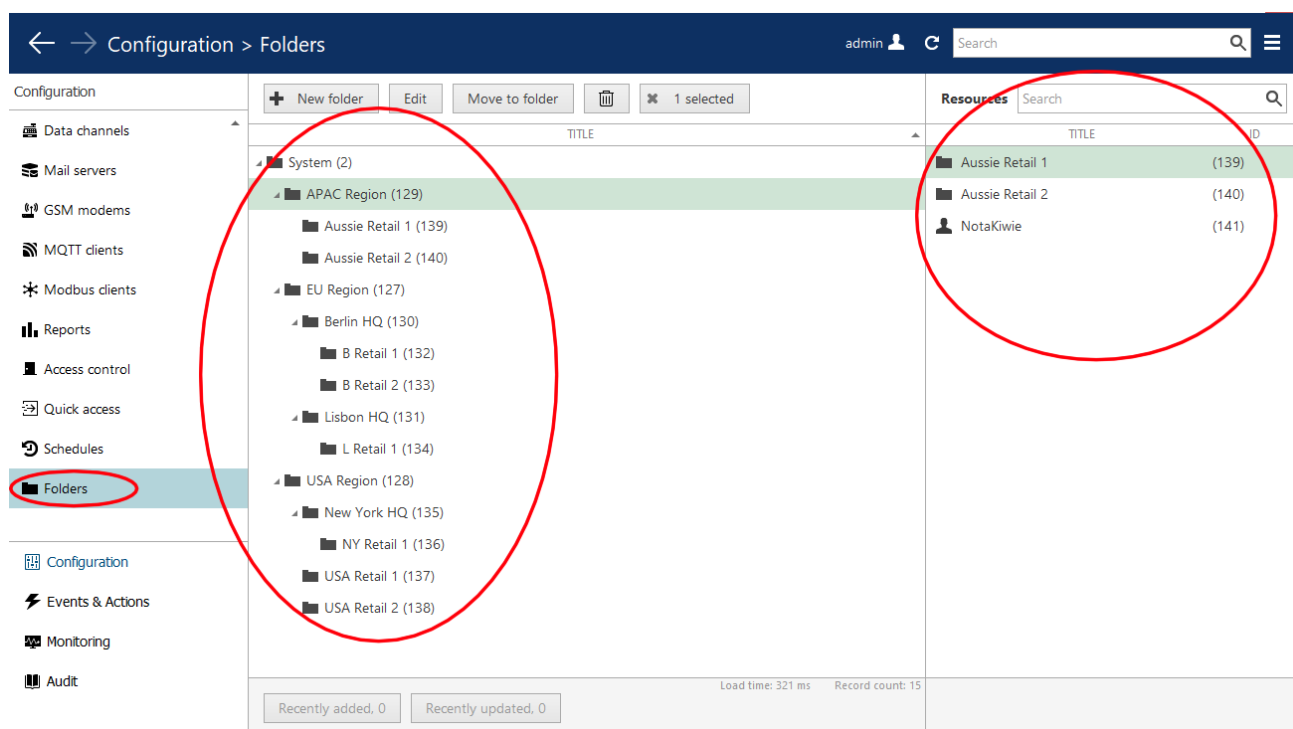 Configuration > Folders
admin
Search
Configuration
Data channels
Mail servers
GSM modems
MQTT clients
Modbus clients
Reports
Access control
Quick access
Schedules
Folders
Configuration
Events & Actions
Monitoring
Audit
New folder Edit Move to folder 1 selected
TITLE
System (2)
APAC Region (129)
Aussie Retail 1 (139)
Aussie Retail 2 (140)
EU Region (127)
Berlin HQ (130)
B Retail 1 (132)
B Retail 2 (133)
Lisbon HQ (131)
L Retail 1 (134)
USA Region (128)
New York HQ (135)
NY Retail 1 (136)
USA Retail 1 (137)
USA Retail 2 (138)
Load time: 321 ms Record count: 15
Recently added, 0 Recently updated, 0
Resources Search
TITLE ID
Aussie Retail 1 (139)
Aussie Retail 2 (140)
NotaKiwie (141)